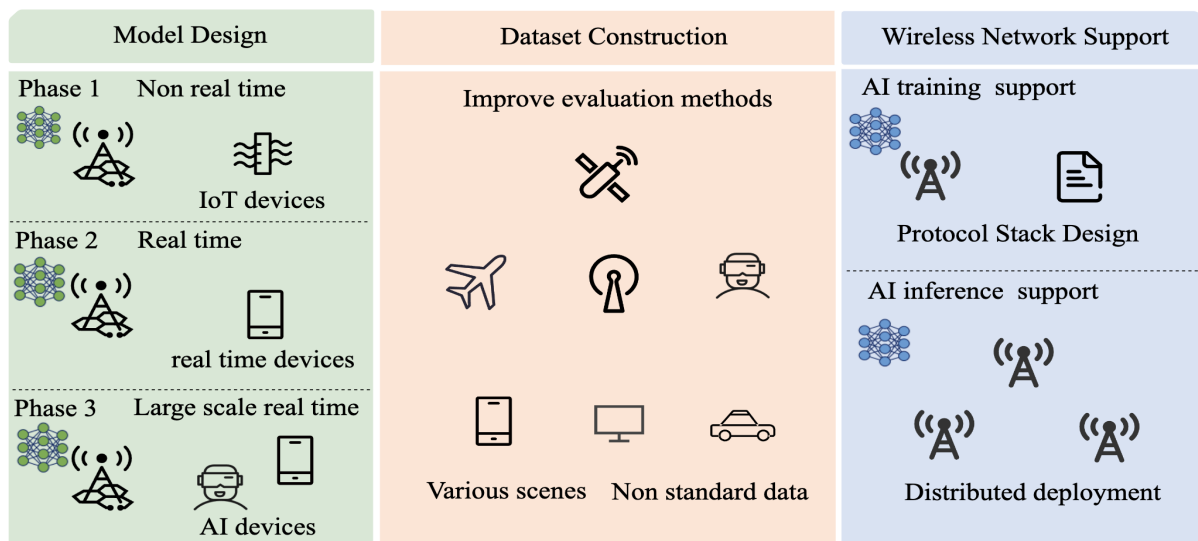 Model Design
Phase 1
Non real time
IoT devices
Phase 2
Real time
real time devices
Phase 3
Large scale real time
AI devices
Dataset Construction
Improve evaluation methods
Various scenes
Non standard data
Wireless Network Support
AI training support
Protocol Stack Design
AI inference support
Distributed deployment